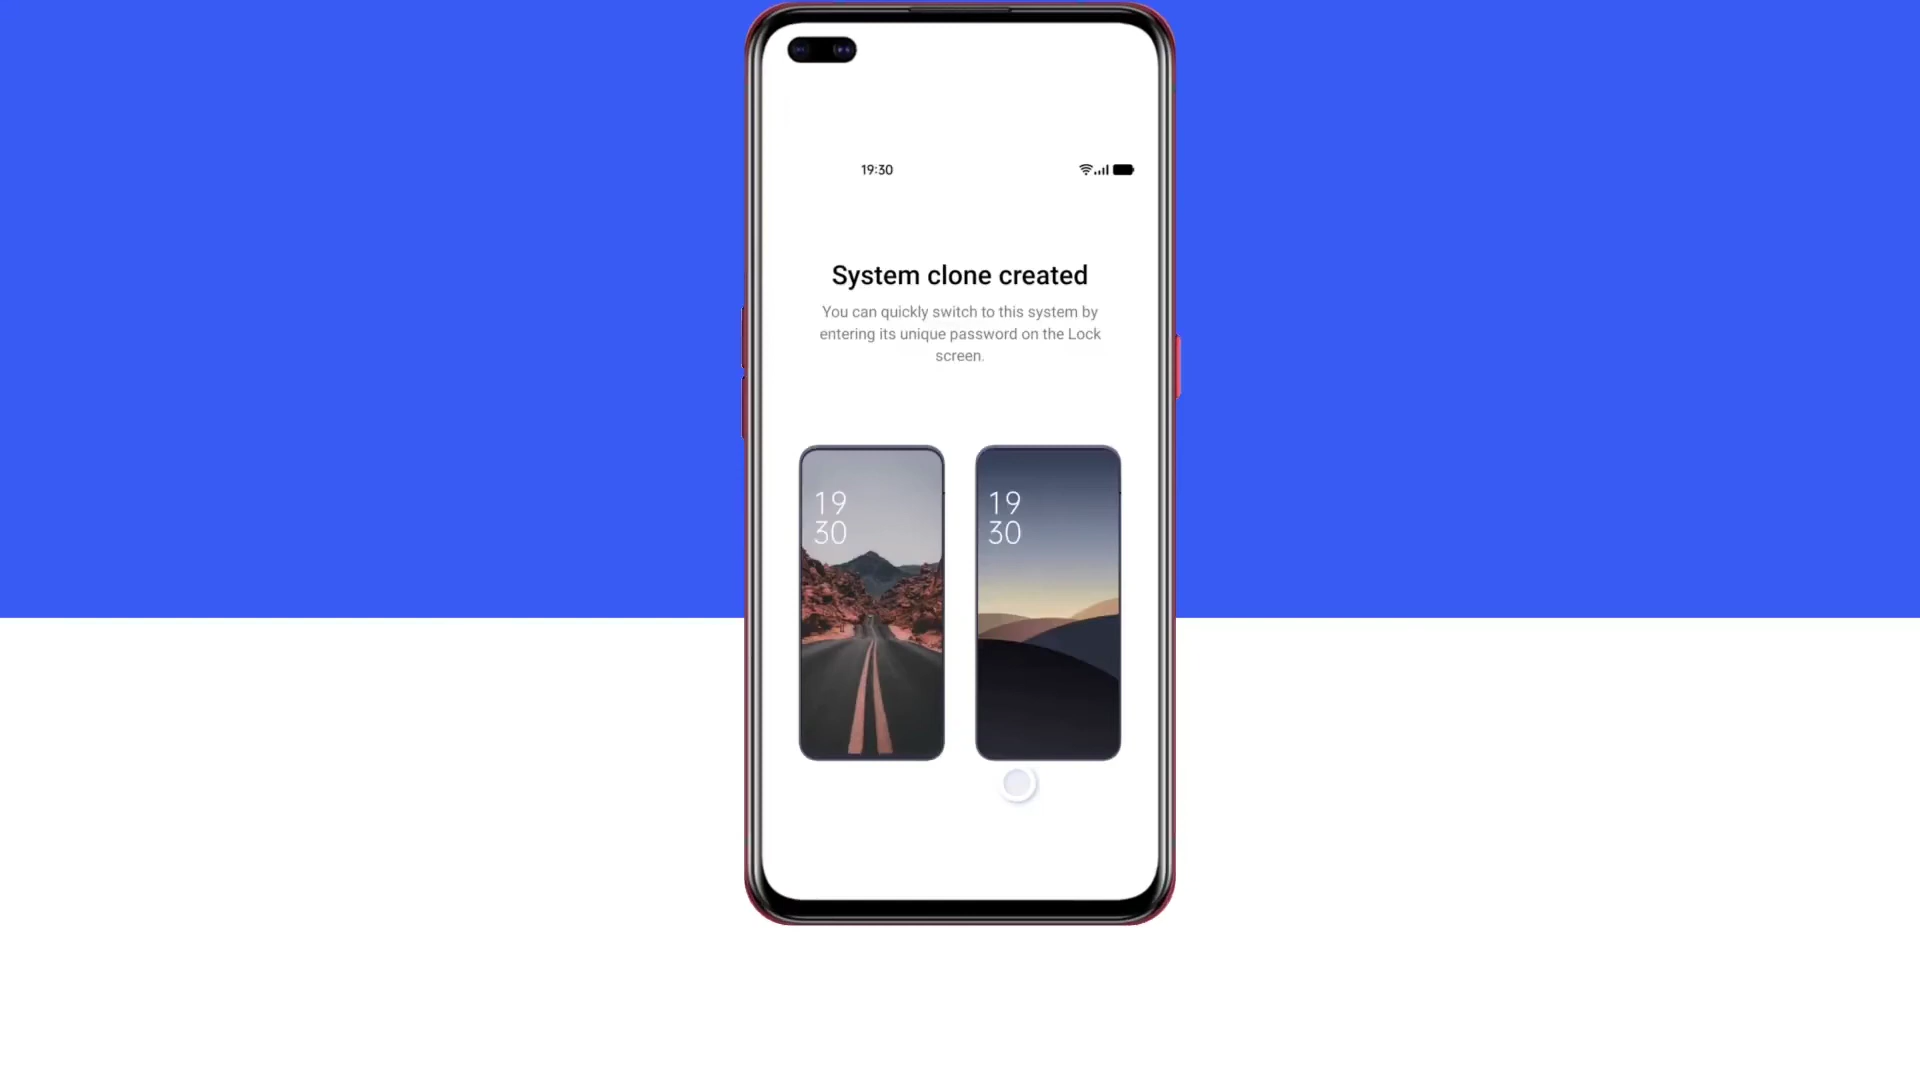 19:30
System clone created
You can quickly switch to this system by
entering its unique password on the Lock
screen.
19
30
19
30